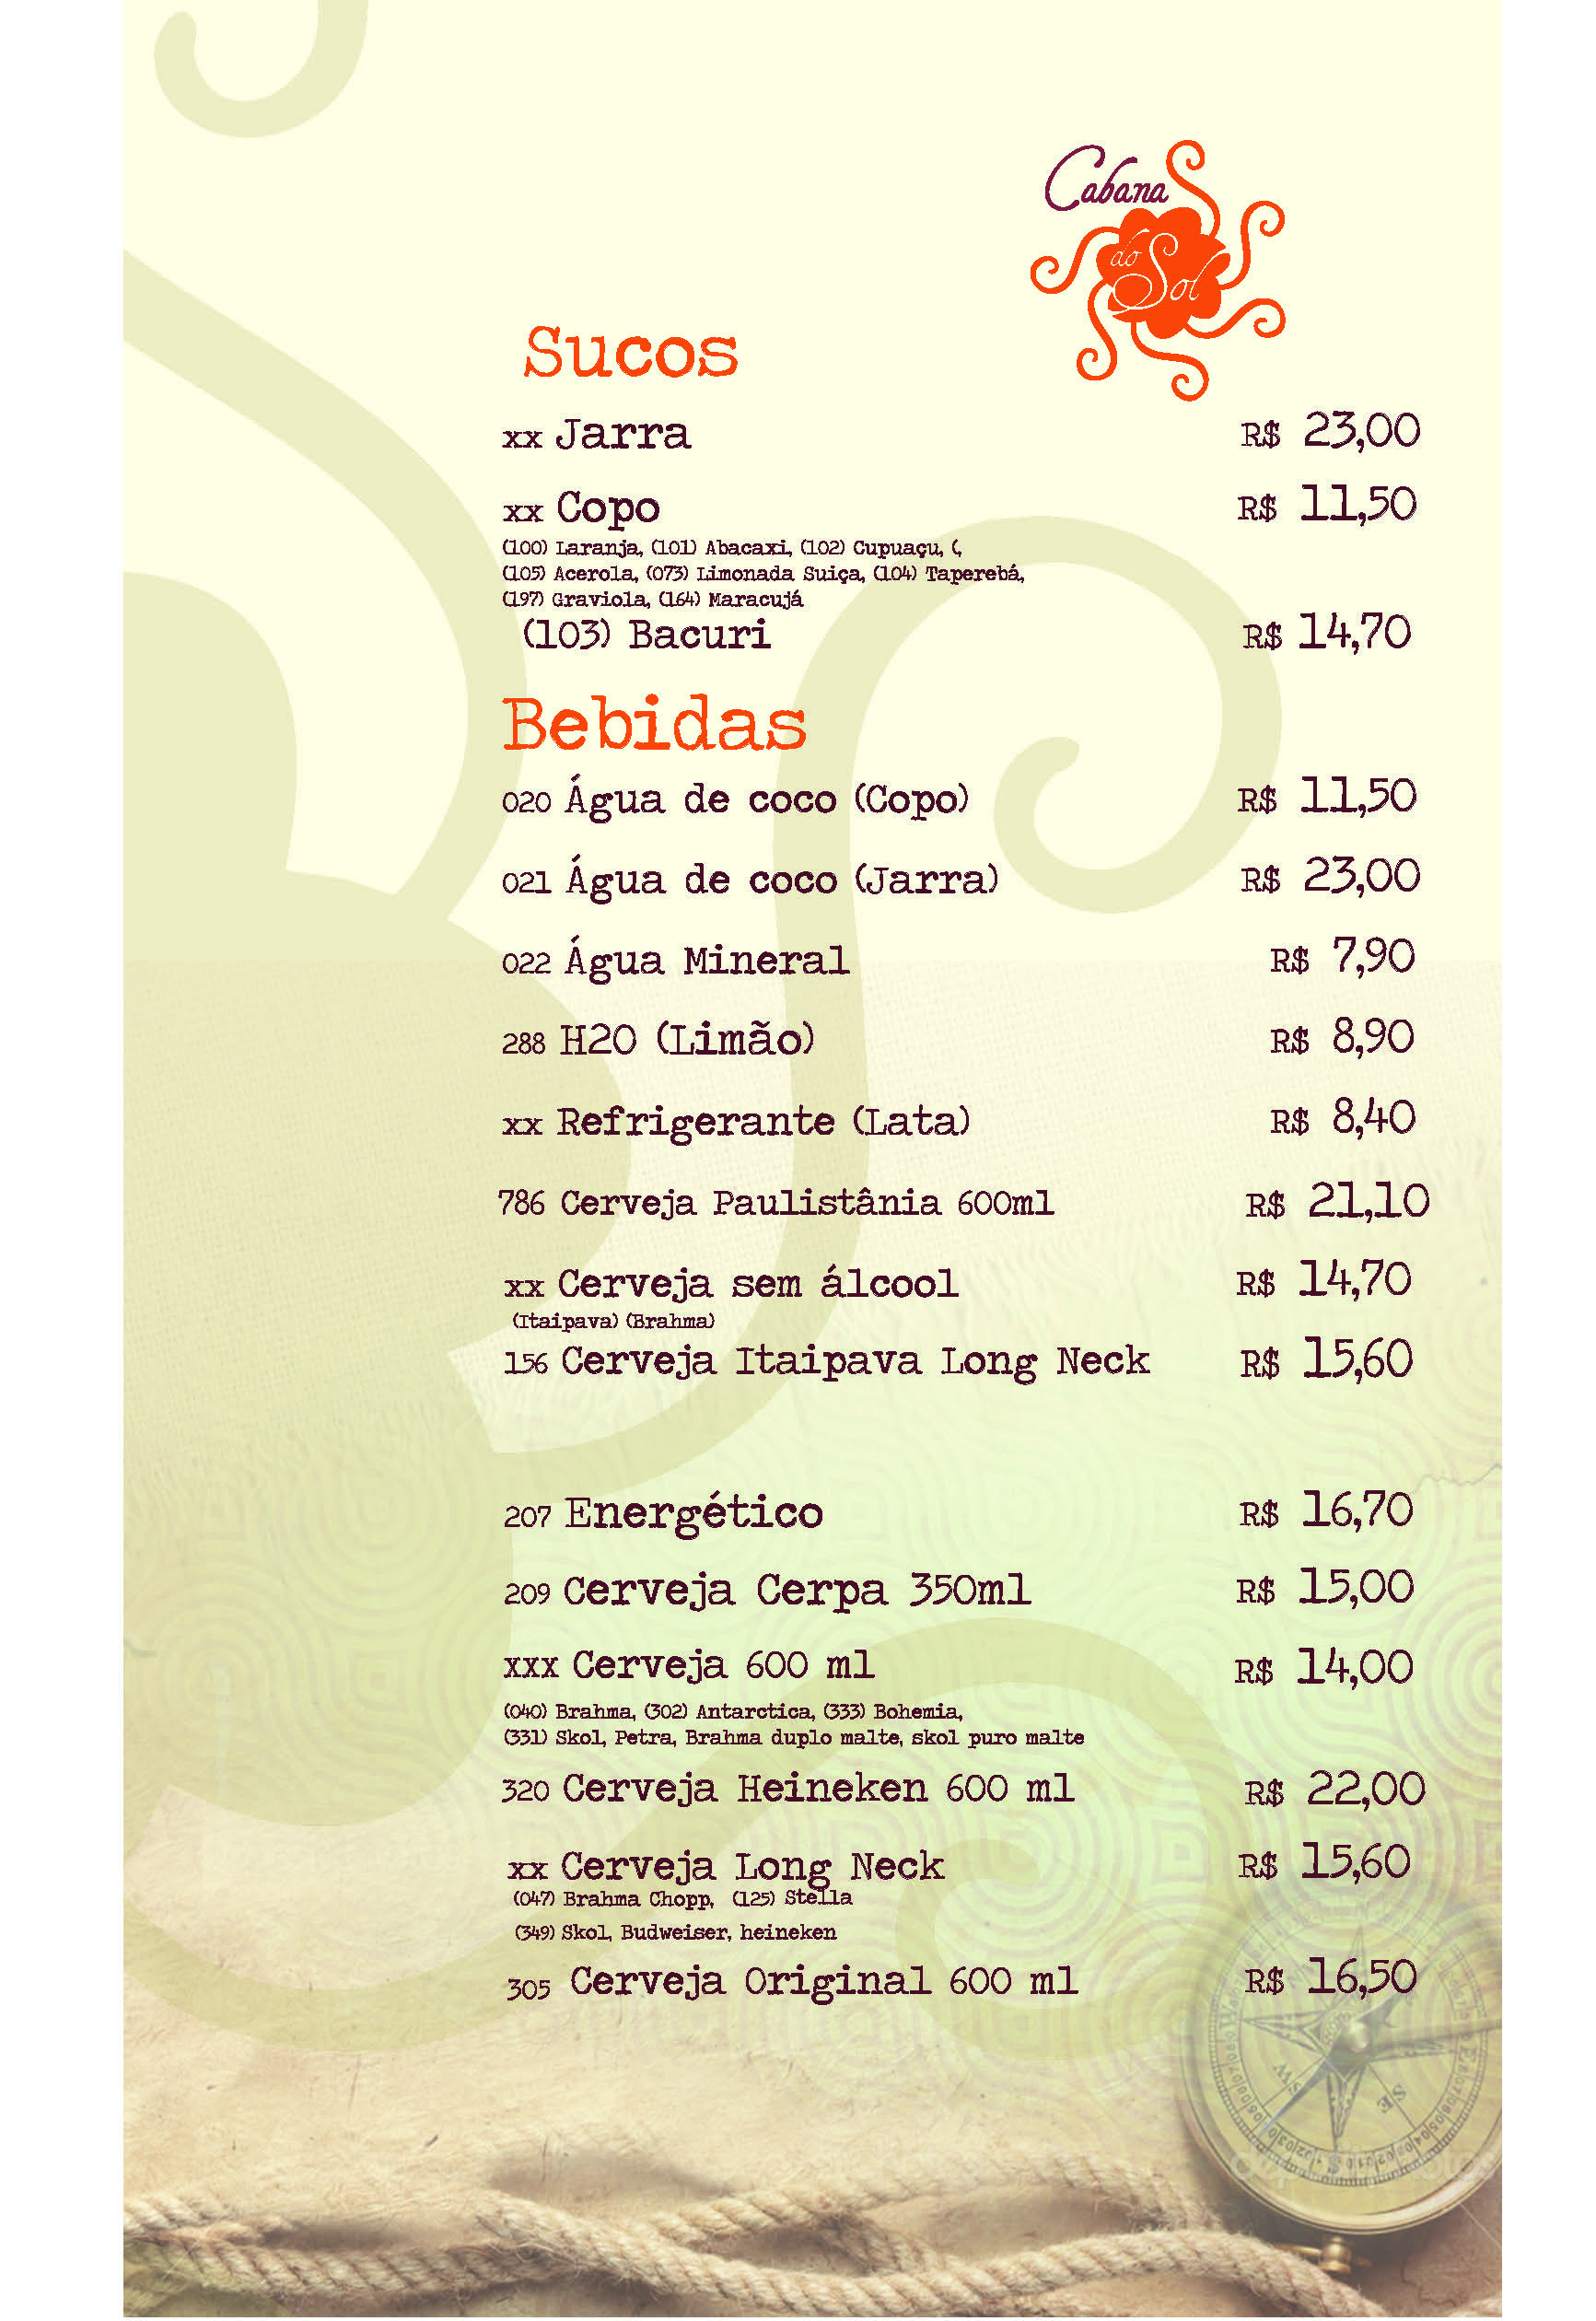 Cabana
do Sol
Sucos
xx Jarra R$ 23,00
xx Copo R$ 11,50
(100) Laranja, (101) Abacaxi, (102) Cupuaçu, (,
(105) Acerola, (073) Limonada Suiça, (104) Taperebá,
(197) Graviola, (164) Maracujá
(103) Bacuri R$ 14,70
Bebidas
020 Água de coco (Copo) R$ 11,50
021 Água de coco (Jarra) R$ 23,00
022 Água Mineral R$ 7,90
288 H2O (Limão) R$ 8,90
xx Refrigerante (Lata) R$ 8,40
786 Cerveja Paulistânia 600ml R$ 21,10
xx Cerveja sem álcool R$ 14,70
(Itaipava) (Brahma)
156 Cerveja Itaipava Long Neck R$ 15,60
207 Energético R$ 16,70
209 Cerveja Cerpa 350ml R$ 15,00
xxx Cerveja 600 ml R$ 14,00
(040) Brahma, (302) Antarctica, (333) Bohemia,
(331) Skol, Petra, Brahma duplo malte, skol puro malte
320 Cerveja Heineken 600 ml R$ 22,00
xx Cerveja Long Neck R$ 15,60
(047) Brahma Chopp, (125) Stella
(349) Skol, Budweiser, heineken
305 Cerveja Original 600 ml R$ 16,50
SW SE